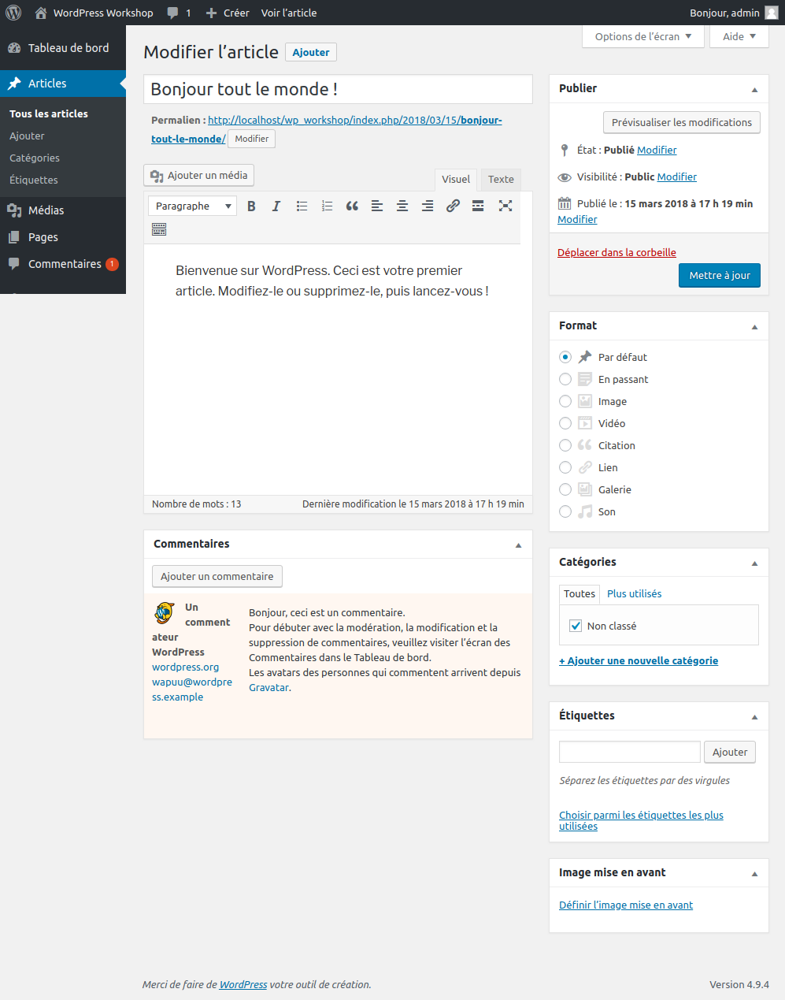 WordPress Workshop 1 Créer Voir l’article Bonjour, admin
Options de l’écran Aide
Tableau de bord
Articles
Tous les articles
Ajouter
Catégories
Étiquettes
Médias
Pages
Commentaires 1
Modifier l’article Ajouter
Bonjour tout le monde !
Permalien : http://localhost/wp_workshop/index.php/2018/03/15/bonjour-
tout-le-monde/ Modifier
Ajouter un média
Visuel Texte
Paragraphe
Bienvenue sur WordPress. Ceci est votre premier
article. Modifiez-le ou supprimez-le, puis lancez-vous !
Nombre de mots : 13 Dernière modification le 15 mars 2018 à 17 h 19 min
Commentaires
Ajouter un commentaire
Un
comment
ateur
WordPress
wordpress.org
wapuu@wordpre
ss.example
Bonjour, ceci est un commentaire.
Pour débuter avec la modération, la modification et la
suppression de commentaires, veuillez visiter l’écran des
Commentaires dans le Tableau de bord.
Les avatars des personnes qui commentent arrivent depuis
Gravatar.
Publier
Prévisualiser les modifications
État : Publié Modifier
Visibilité : Public Modifier
Publié le : 15 mars 2018 à 17 h 19 min
Modifier
Déplacer dans la corbeille
Mettre à jour
Format
Par défaut
En passant
Image
Vidéo
Citation
Lien
Galerie
Son
Catégories
Toutes Plus utilisés
Non classé
+ Ajouter une nouvelle catégorie
Étiquettes
Ajouter
Séparez les étiquettes par des virgules
Choisir parmi les étiquettes les plus
utilisées
Image mise en avant
Définir l’image mise en avant
Merci de faire de WordPress votre outil de création. Version 4.9.4